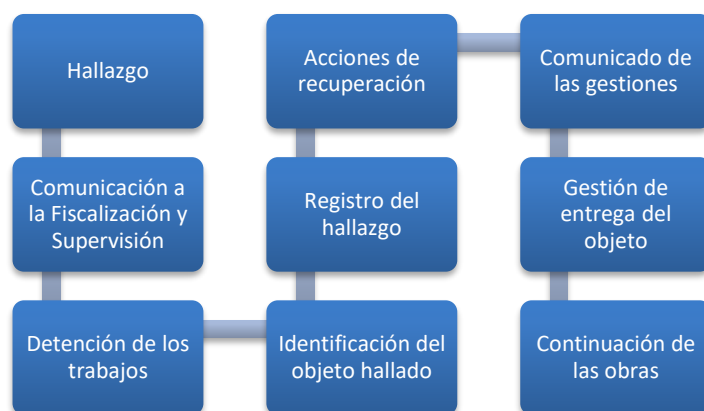 Hallazgo
Comunicación a
la Fiscalización y
Supervisión
Detención de los
trabajos
Identificación del
objeto hallado
Registro del
hallazgo
Acciones de
recuperación
Comunicado de
las gestiones
Gestión de
entrega del
objeto
Continuación de
las obras